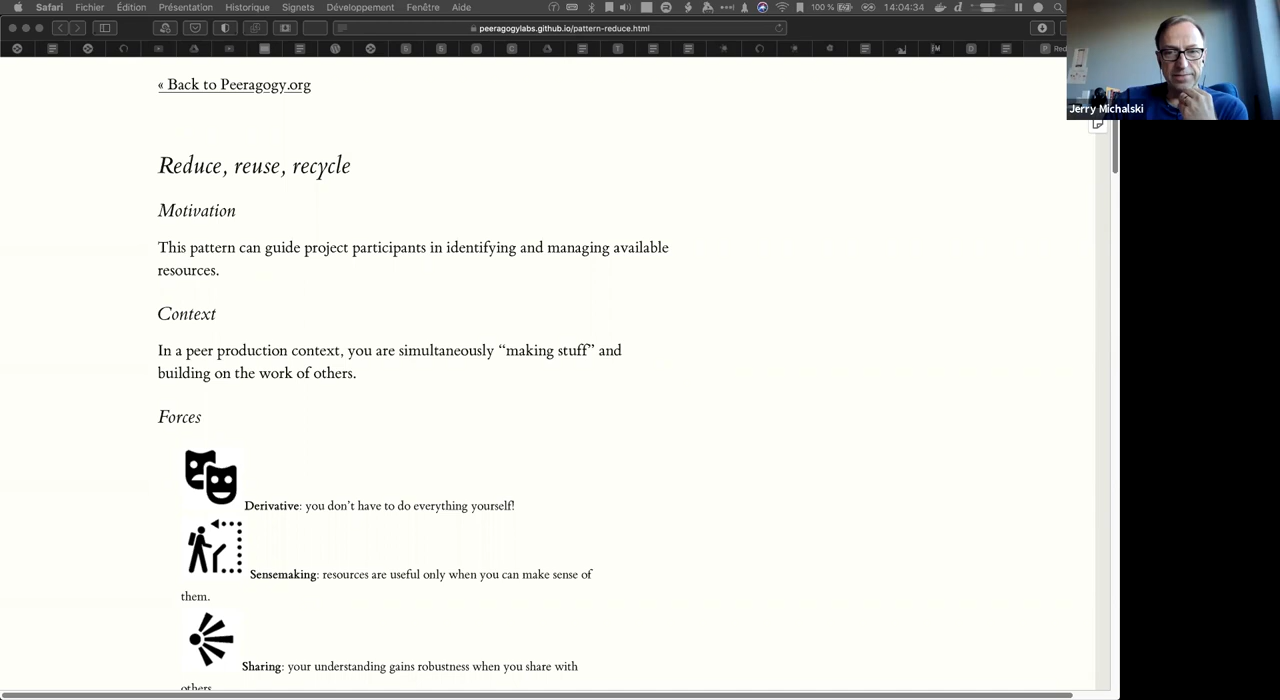 Safari Fichier Édition Présentation Historique Signets Développement Fenêtre Aide 100 % 14:04:34
peeragogylabs.github.io/pattern-reduce.html
Red
Jerry Michalski
« Back to Peeragogy.org
Reduce, reuse, recycle
Motivation
This pattern can guide project participants in identifying and managing available
resources.
Context
In a peer production context, you are simultaneously “making stuff” and
building on the work of others.
Forces
Derivative: you don’t have to do everything yourself!
Sensemaking: resources are useful only when you can make sense of
them.
Sharing: your understanding gains robustness when you share with
others.